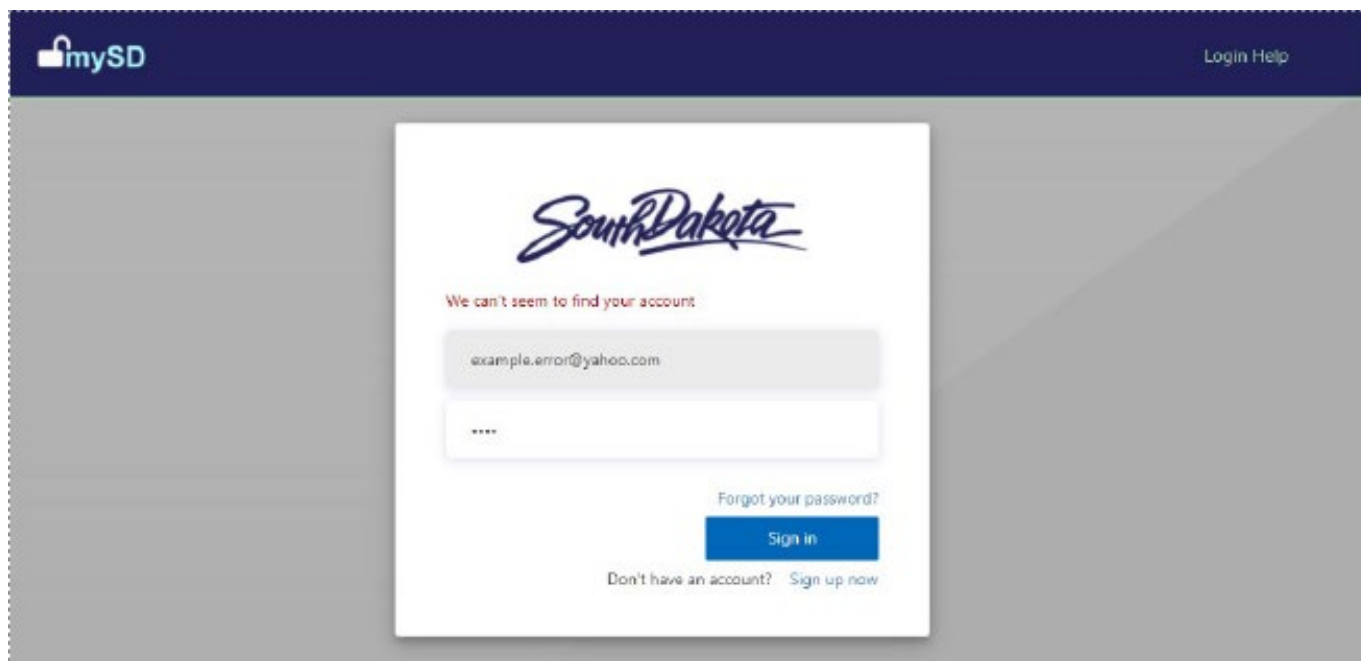 mySD
Login Help
SouthDakota
We can't seem to find your account
example.error@yahoo.com
••••
Forgot your password?
Sign in
Don't have an account? Sign up now